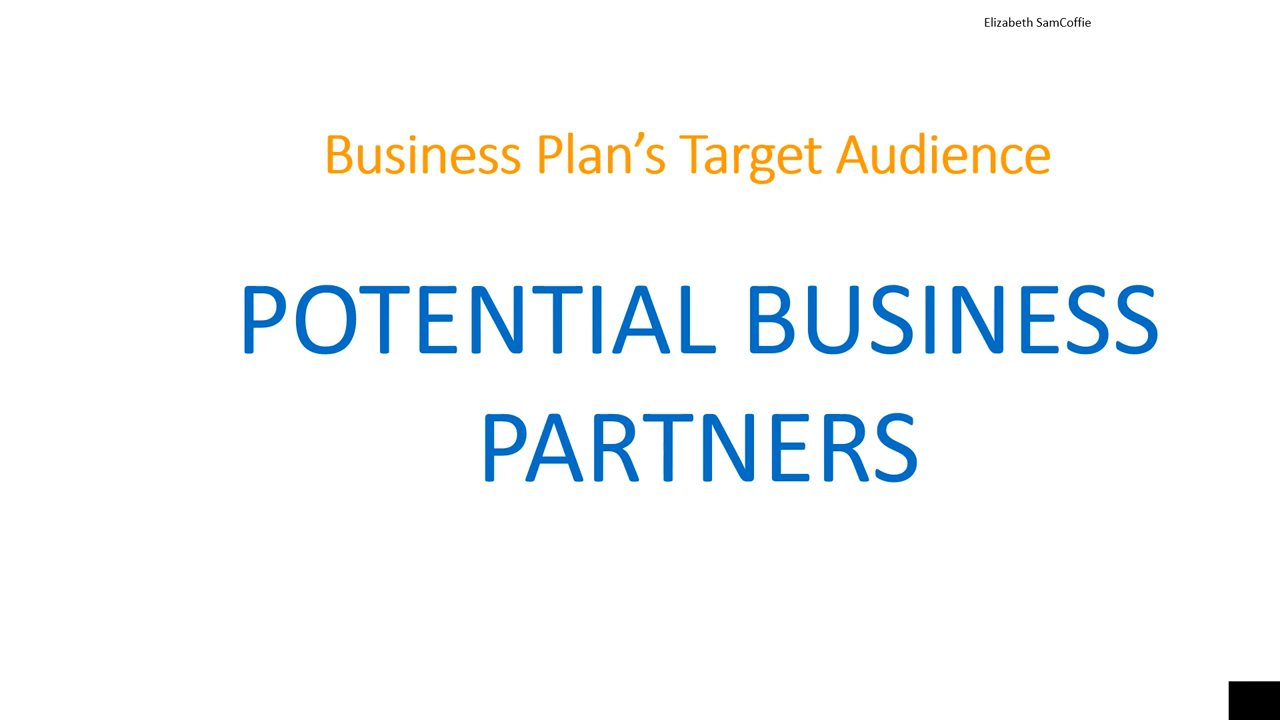 Elizabeth SamCoffie
Business Plan’s Target Audience
POTENTIAL BUSINESS
PARTNERS